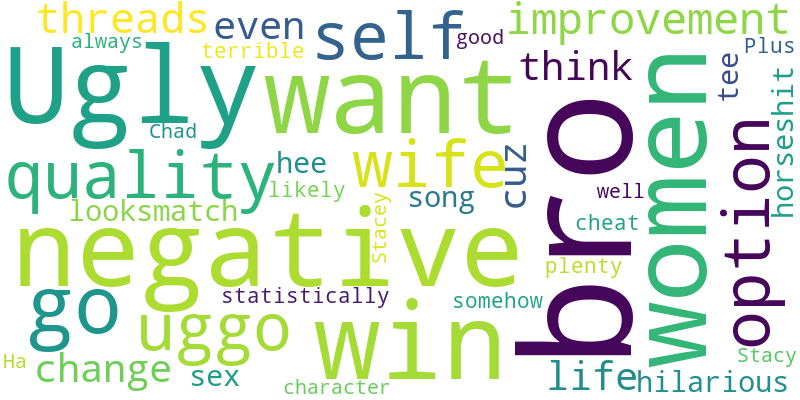 threads
even
self
good
improvement
always
terrible
Plus
Ugly
want
think
tee
Chad
horseshit
quality
hee
wife
cuz
bro
women
option
likely
song
well
looksmatch
Stacey
cheat
negative
plenty
go
statistically
somehow
uggo
win
Ha
change
sex
character
life
hilarious
Stacy